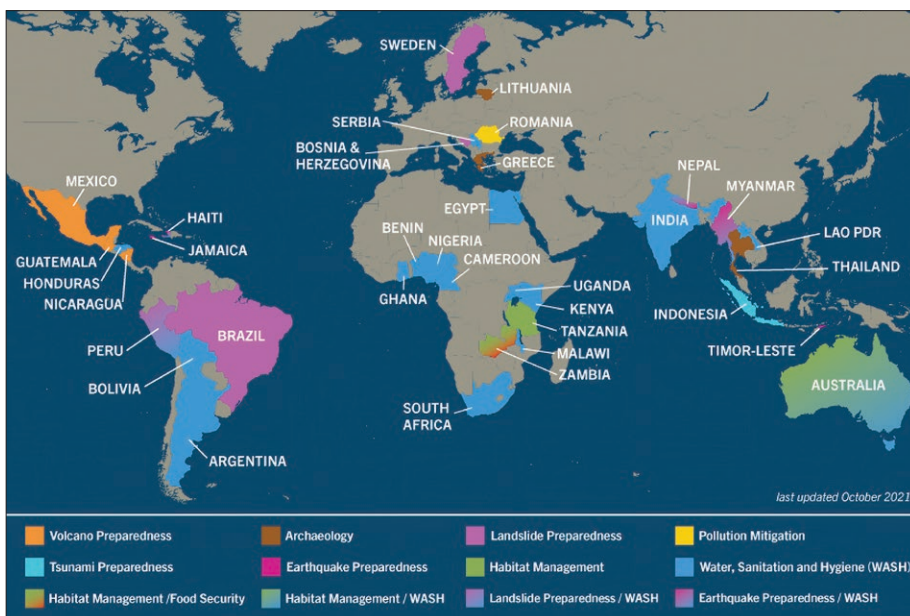 SWEDEN
LITHUANIA
SERBIA
ROMANIA
BOSNIA &
HERZEGOVINA
GREECE
NEPAL
MEXICO
MYANMAR
HAITI
EGYPT
INDIA
BENIN
NIGERIA
LAO PDR
JAMAICA
GUATEMALA
CAMEROON
HONDURAS
THAILAND
NICARAGUA
UGANDA
GHANA
KENYA
INDONESIA
BRAZIL
TANZANIA
PERU
TIMOR-LESTE
MALAWI
BOLIVIA
ZAMBIA
AUSTRALIA
SOUTH
AFRICA
ARGENTINA
last updated October 2021
Volcano Preparedness
Archaeology
Landslide Preparedness
Pollution Mitigation
Tsunami Preparedness
Earthquake Preparedness
Habitat Management
Water, Sanitation and Hygiene (WASH)
Habitat Management /Food Security
Habitat Management / WASH
Landslide Preparedness / WASH
Earthquake Preparedness / WASH